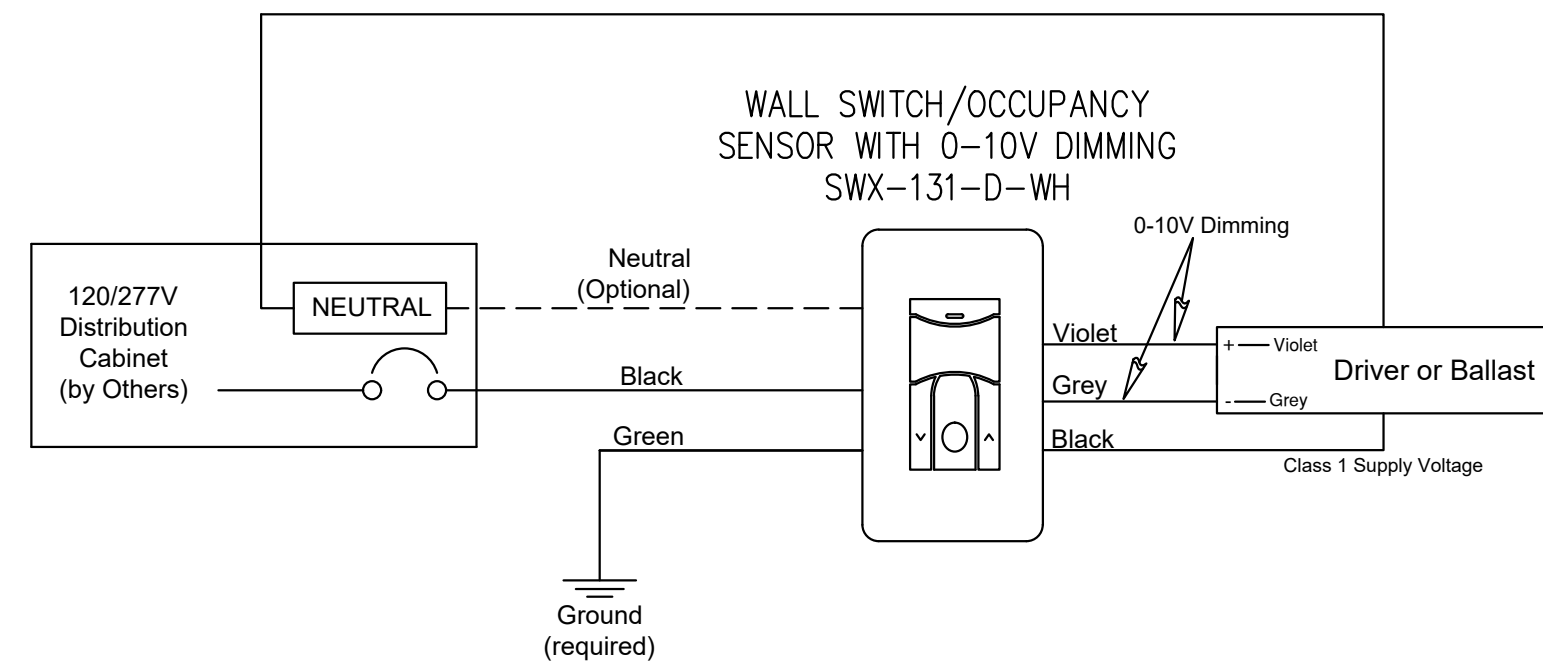 WALL SWITCH/OCCUPANCY
SENSOR WITH 0-10V DIMMING
SWX-131-D-WH
0-10V Dimming
120/277V
Distribution
Cabinet
(by Others)
NEUTRAL
Neutral
(Optional)
Black
Green
Ground
(required)
Violet
Grey
Black
+ Violet
- Grey
Driver or Ballast
Class 1 Supply Voltage